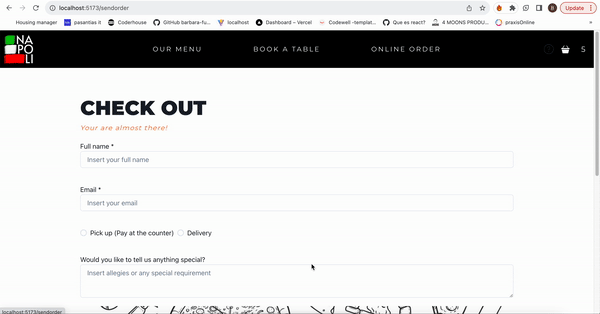 localhost:5173/sendorder
Update
Housing manager
pasantias it
Coderhouse
GitHub barbara-fu...
localhost
Dashboard – Vercel
Codewell -templat...
Que es react?
4 MOONS PRODU...
praxisOnline
»
NA
PO
LI
OUR MENU
BOOK A TABLE
ONLINE ORDER
5
CHECK OUT
Your are almost there!
Full name *
Insert your full name
Email *
Insert your email
Pick up (Pay at the counter)
Delivery
Would you like to tell us anything special?
Insert allegies or any special requirement
localhost:5173/sendorder